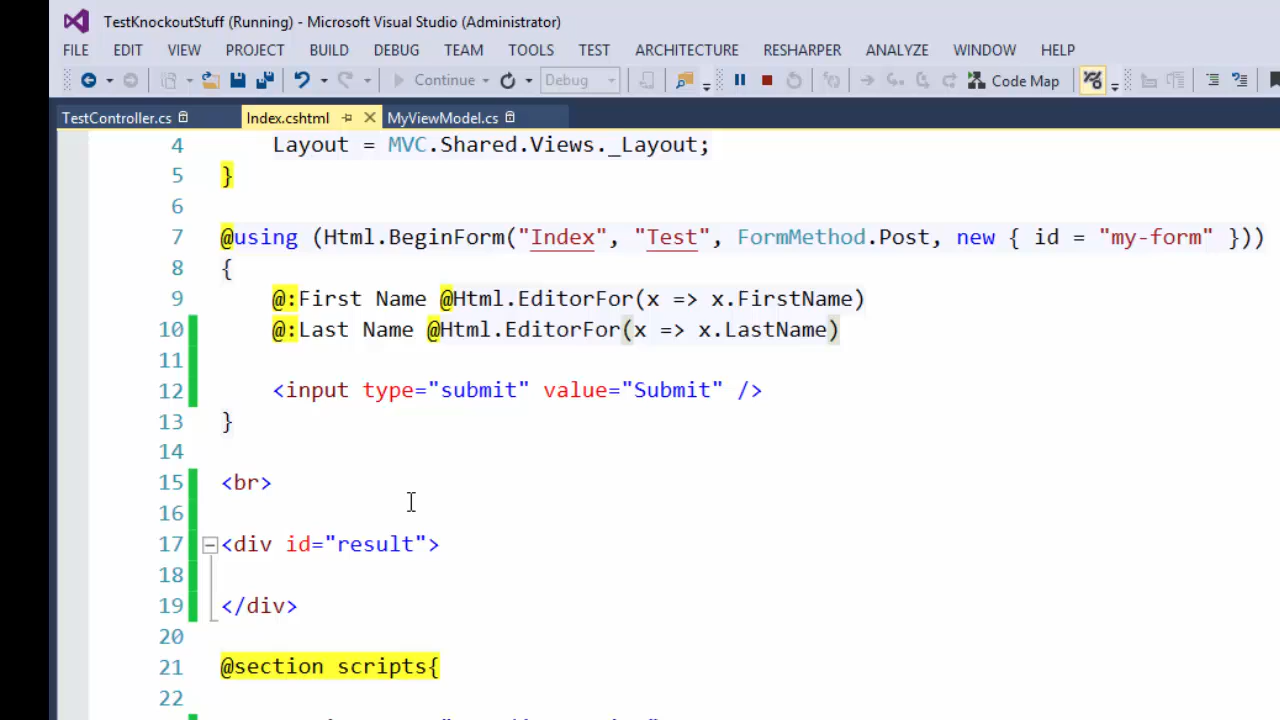 TestKnockoutStuff (Running) - Microsoft Visual Studio (Administrator)
FILE EDIT VIEW PROJECT BUILD DEBUG TEAM TOOLS TEST ARCHITECTURE RESHARPER ANALYZE WINDOW HELP
Continue Debug Code Map
TestController.cs Index.cshtml MyViewModel.cs
4 Layout = MVC.Shared.Views._Layout;
5 }
6
7 @using (Html.BeginForm("Index", "Test", FormMethod.Post, new { id = "my-form" }))
8 {
9 @:First Name @Html.EditorFor(x => x.FirstName)
10 @:Last Name @Html.EditorFor(x => x.LastName)
11
12 <input type="submit" value="Submit" />
13 }
14
15 <br>
16
17 <div id="result">
18
19 </div>
20
21 @section scripts{
22